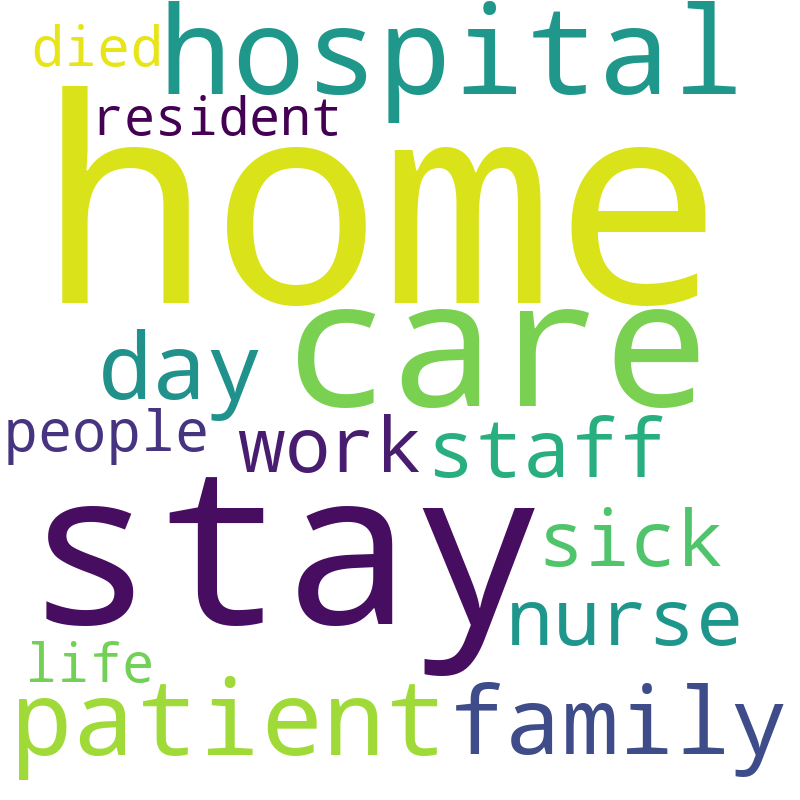 died hospital
resident
home
day care
people work staff
stay sick
nurse
life
patient family